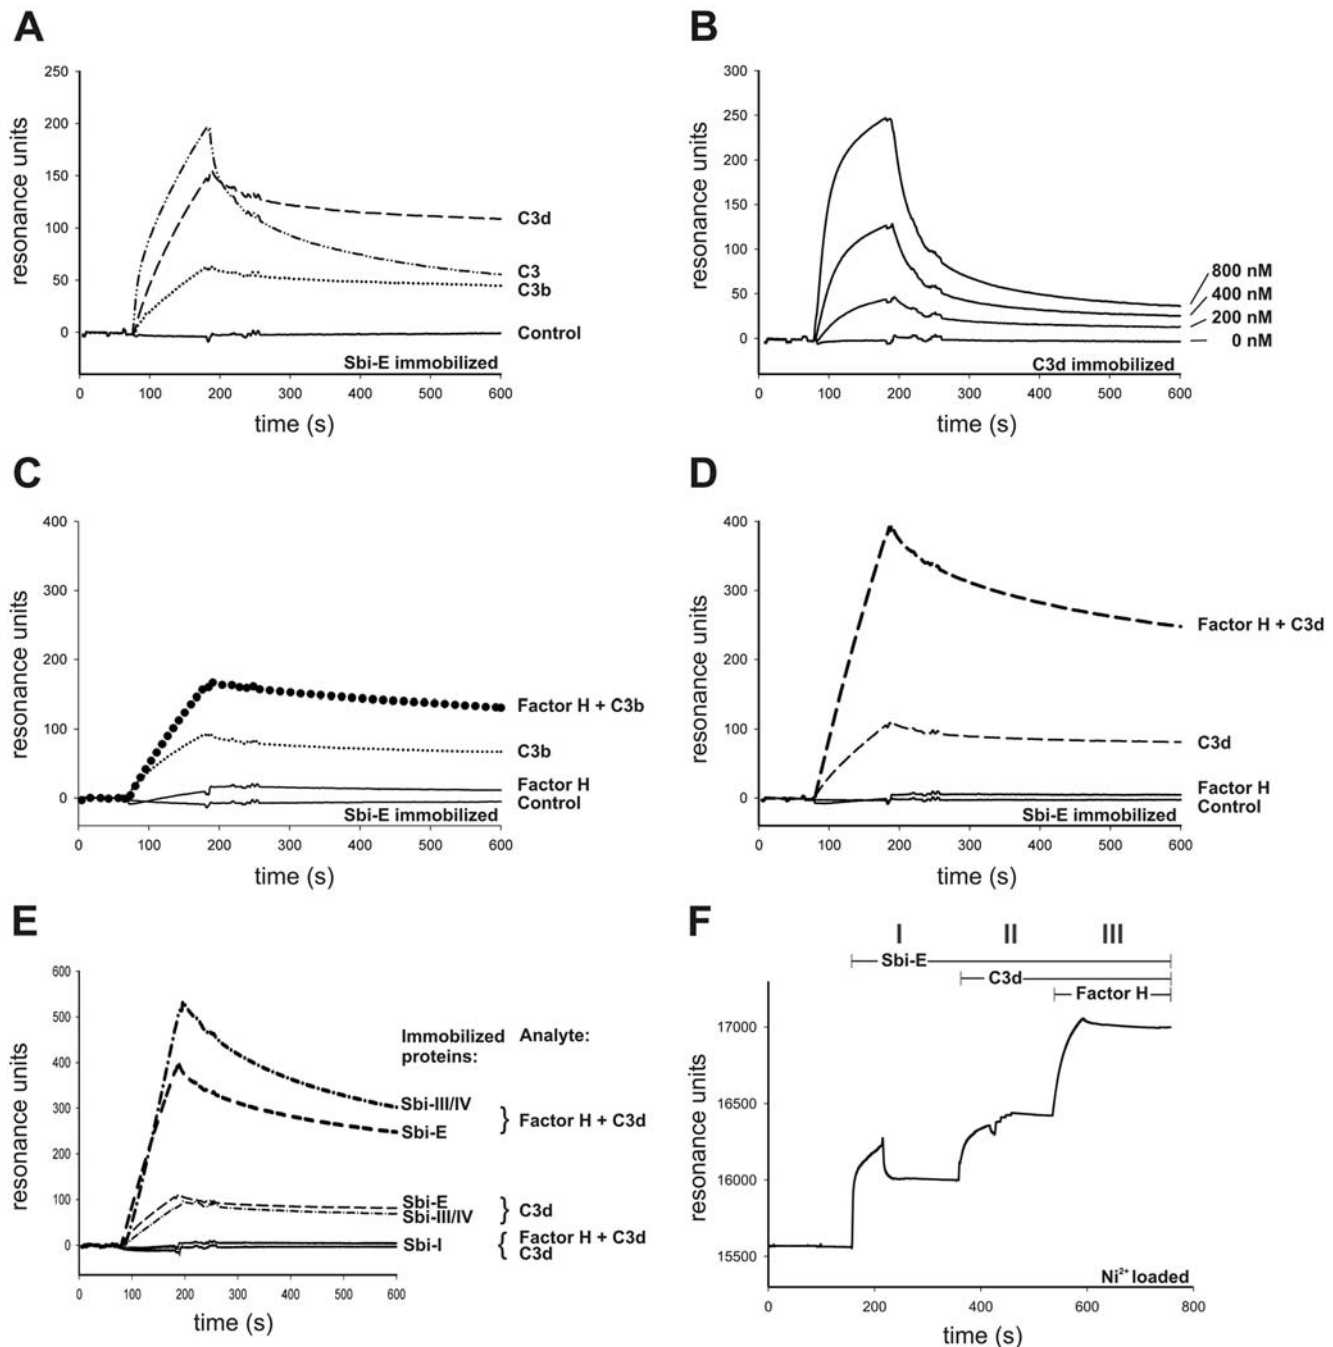 A
250
200
150
100
50
0
resonance units
C3d
C3
C3b
Control
Sbi-E immobilized
0 100 200 300 400 500 600
time (s)
B
300
250
200
150
100
50
0
resonance units
800 nM
400 nM
200 nM
0 nM
C3d immobilized
0 100 200 300 400 500 600
time (s)
C
400
300
200
100
0
resonance units
Factor H + C3b
C3b
Factor H
Control
Sbi-E immobilized
0 100 200 300 400 500 600
time (s)
D
400
300
200
100
0
resonance units
Factor H + C3d
C3d
Factor H
Control
Sbi-E immobilized
0 100 200 300 400 500 600
time (s)
E
600
500
400
300
200
100
0
resonance units
Immobilized Analyte:
proteins:
Sbi-III/IV
Sbi-E
} Factor H + C3d
Sbi-E
Sbi-III/IV
} C3d
Sbi-I { Factor H + C3d
C3d
0 100 200 300 400 500 600
time (s)
F
I II III
Sbi-E
C3d
Factor H
17000
16500
16000
15500
resonance units
Ni²⁺ loaded
0 200 400 600 800
time (s)